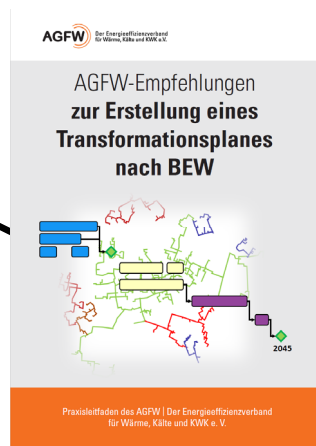 AGFW
Der Energieeffizienzverband
für Wärme, Kälte und KWK e.V.
AGFW-Empfehlungen
zur Erstellung eines
Transformationsplanes
nach BEW
2045
Praxisleitfaden des AGFW | Der Energieeffizienzverband
für Wärme, Kälte und KWK e. V.